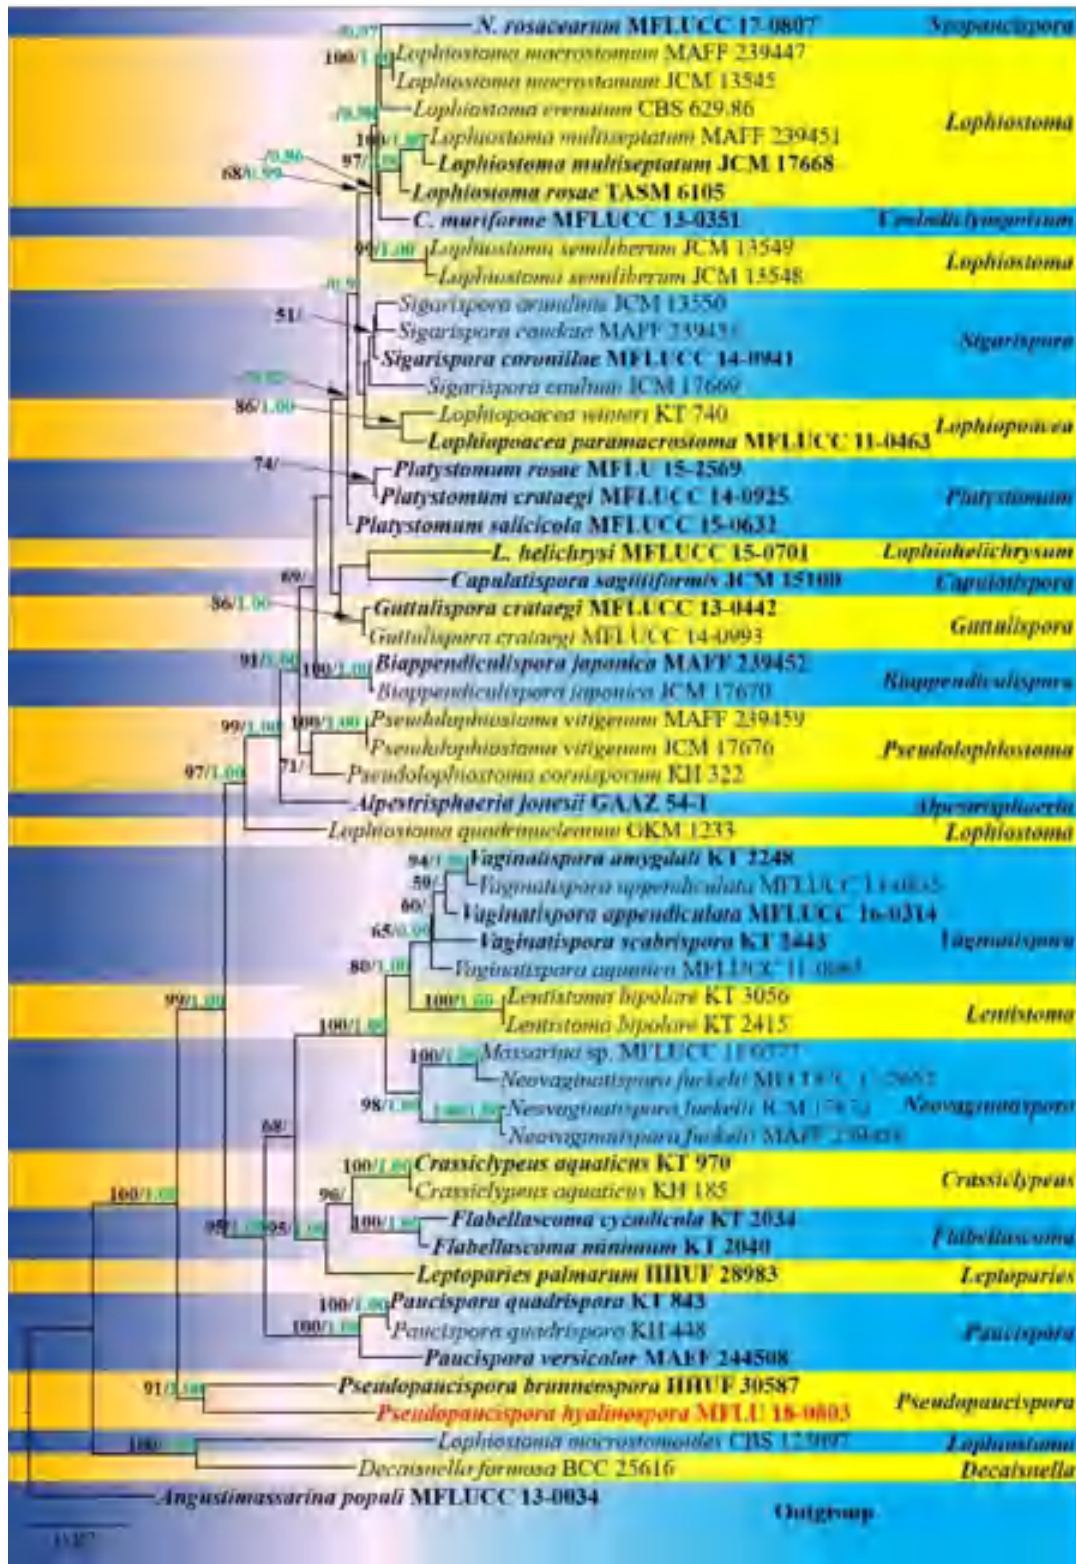 N. rosacearum MFLUCC 17-0807 Neopaucispora
100/1.00 Lophiostoma macrostomum MAFF 239447
Lophiostoma macrostomum JCM 13545
Lophiostoma crenatum CBS 629.86
Lophiostoma
Lophiostoma multiseptatum MAFF 239451
97/ Lophiostoma multiseptatum JCM 17668
/0.96
68/0.99
Lophiostoma rosae TASM 6105
C. muriforme MFLUCC 13-0351
99/1.00 Lophiostoma semiliberum JCM 13549
Lophiostoma
Lophiostoma semiliberum JCM 13548
Sigarispora arundinis JCM 13550
51/
Sigarispora caudata MAFF
Sigarispora
Sigarispora coronillae MFLUCC 14-0941
Sigarispora JCM 17669
86/1.00 Lophiopoacea winteri KT 740
Lophiopoacea
Lophiopoacea paramacrostoma MFLUCC 11-0463
74/ Platystomum rosae MFLU 15-2569
Platystomum crataegi MFLUCC 14-0925 Platystomum
Platystomum salicicola MFLUCC 15-0632
L. helichrysi MFLUCC 15-0701 Lophiohelichrysum
69/ Capulatispora sagittiformis JCM 15100 Capulatispora
86/1.00 Guttulispora crataegi MFLUCC 13-0442
Guttulispora
Guttulispora crataegi MFLUCC 14-0993
91/1.00 100/1.00 Biappendiculispora japonica MAFF 239452
Biappendiculispora
Biappendiculispora japonica JCM 17670
99/1.00 100/1.00 Pseudolophiostoma vitigenum MAFF 239459
Pseudolophiostoma vitigenum JCM 17676 Pseudolophiostoma
97/1.00 71/ Pseudolophiostoma cornisporum KH 322
Alpestrisphaeria jonesii GAAZ 54-1 Alpestrisphaeria
Lophiostoma quadrinucleatum GKM 1233 Lophiostoma
94/ Vaginatispora amygdali KT 2248
59/ Vaginatispora appendiculata MFLUCC
60/ Vaginatispora appendiculata MFLUCC 16-0314
65/0.99 Vaginatispora scabrispora KT 2443 Vaginatispora
80/1.00 Vaginatispora aquatica MFLUCC
100/1.00 Lentistoma bipolare KT 3056
99/1.00 Lentistoma
100/1.00 Lentistoma bipolare KT 2415
100/1.00 Massarina sp. MFLUCC
Neovaginatispora fuckelii
98/1.00 Neovaginatispora fuckelii JCM Neovaginatispora
Neovaginatispora fuckelii MAFF
68/
100/1.00 Crassiclypeus aquaticus KT 970
Crassiclypeus
100/1.00 96/ Crassiclypeus aquaticus KH 185
95/1.00 95/1.00 100/1.00 Flabellascoma cycadicola KT 2034
Flabellascoma
Flabellascoma minimum KT 2040
Leptoparies palmarum HHUF 28983 Leptoparies
100/1.00 Paucispora quadrispora KT 843
100/1.00 Paucispora quadrispora KH 448 Paucispora
Paucispora versicolor MAFF 244508
91/ Pseudopaucispora brunneospora HHUF 30587
Pseudopaucispora
Pseudopaucispora hyalinospora MFLU 18-0803
100/ Lophiostoma macrostomoides CBS Lophiostoma
Decaisnella formosa BCC 25616 Decaisnella
Angustimassarina populi MFLUCC 13-0034
Outgroup